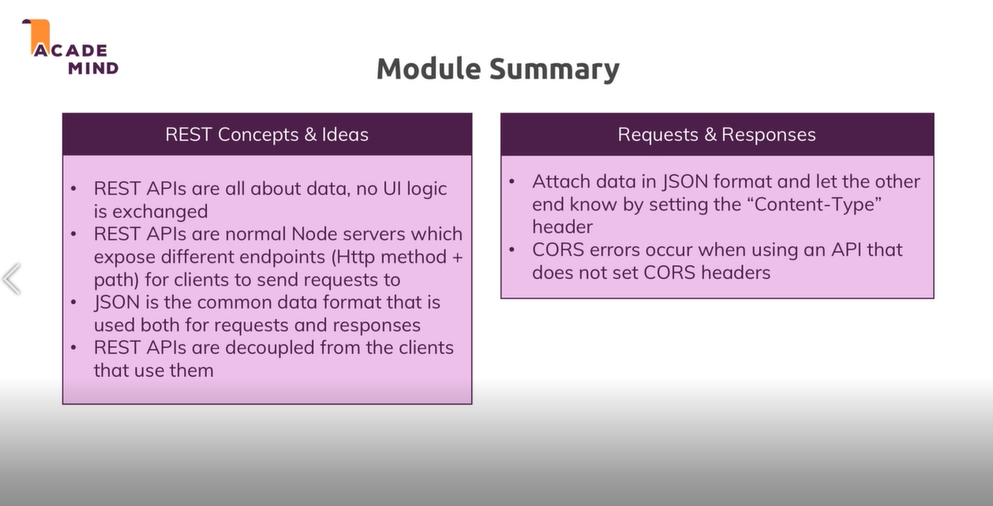 ACADE
MIND
Module Summary
REST Concepts & Ideas
• REST APIs are all about data, no UI logic
is exchanged
• REST APIs are normal Node servers which
expose different endpoints (Http method +
path) for clients to send requests to
• JSON is the common data format that is
used both for requests and responses
• REST APIs are decoupled from the clients
that use them
Requests & Responses
• Attach data in JSON format and let the other
end know by setting the “Content-Type”
header
• CORS errors occur when using an API that
does not set CORS headers